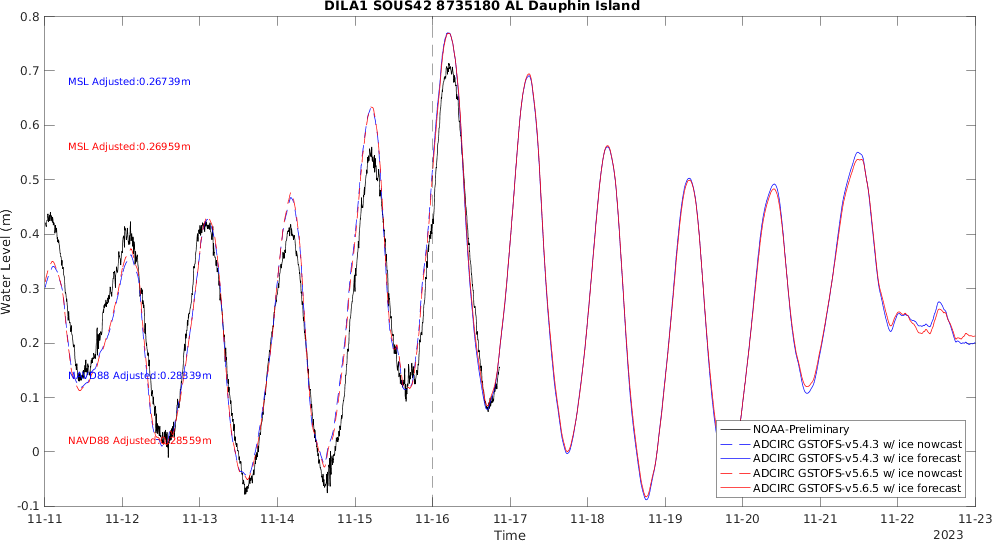 DILA1 SOUS42 8735180 AL Dauphin Island
Water Level (m)
0.8
0.7
0.6
0.5
0.4
0.3
0.2
0.1
0
-0.1
MSL Adjusted:0.26739m
MSL Adjusted:0.26959m
NAVD88 Adjusted:0.28339m
NAVD88 Adjusted:0.28559m
NOAA-Preliminary
ADCIRC GSTOFS-v5.4.3 w/ ice nowcast
ADCIRC GSTOFS-v5.4.3 w/ ice forecast
ADCIRC GSTOFS-v5.6.5 w/ ice nowcast
ADCIRC GSTOFS-v5.6.5 w/ ice forecast
11-11 11-12 11-13 11-14 11-15 11-16 11-17 11-18 11-19 11-20 11-21 11-22 11-23
Time
2023